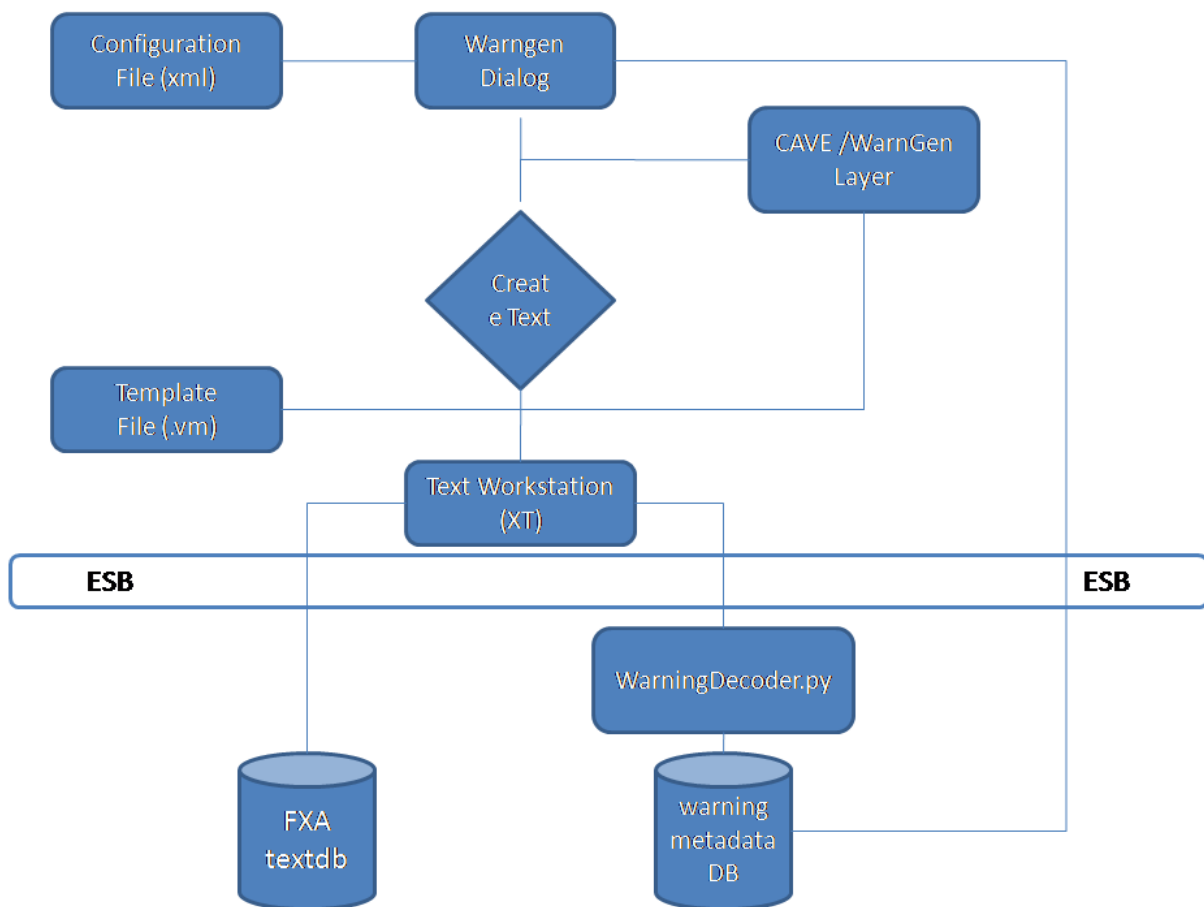 Configuration
File (xml)
Warngen
Dialog
CAVE /WarnGen
Layer
Creat
e Text
Template
File (.vm)
Text Workstation
(XT)
ESB
ESB
WarningDecoder.py
FXA
textdb
warning
metadata
DB